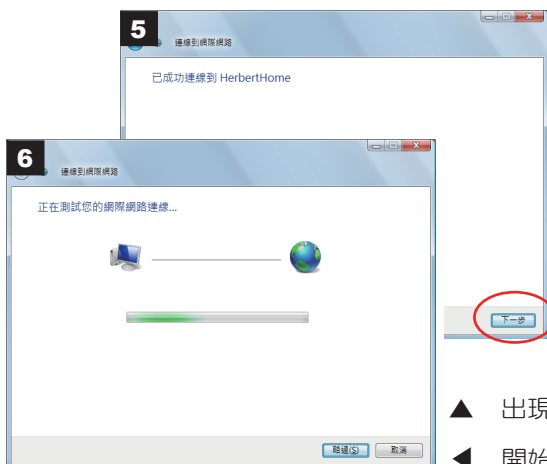 5
連線到網際網路
已成功連線到 HerbertHome
下一步
6
連線到網際網路
正在測試您的網際網路連線...
略過(S) 取消
▲ 出現
◀ 開始